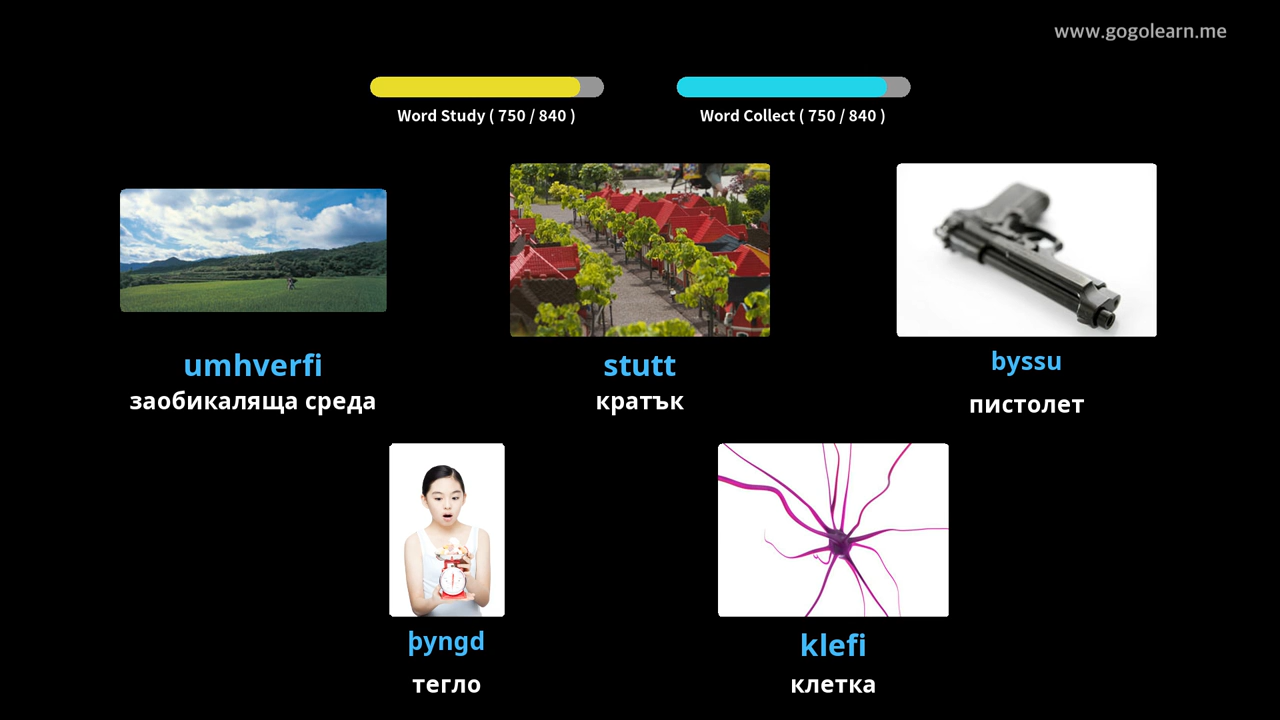 www.gogolearn.me
Word Study ( 750 / 840 )
Word Collect ( 750 / 840 )
umhverfi
заобикаляща среда
stutt
кратък
byssu
пистолет
þyngd
тегло
klefi
клетка